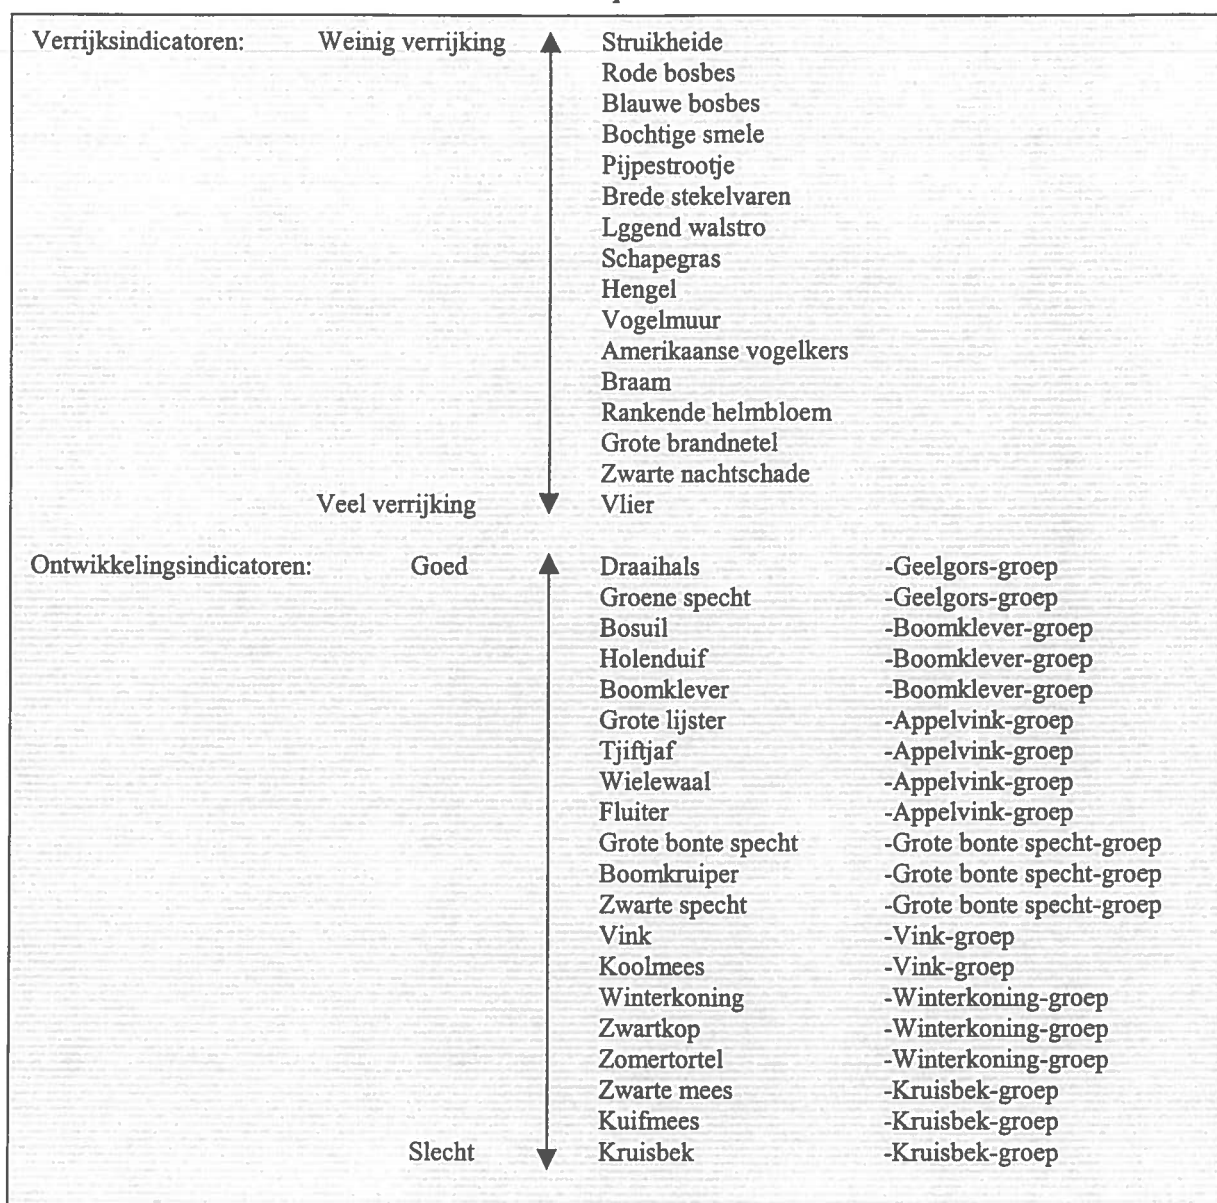 Verrijksindicatoren: Weinig verrijking Struikheide
Rode bosbes
Blauwe bosbes
Bochtige smele
Pijpestrootje
Brede stekelvaren
Lggend walstro
Schapegras
Hengel
Vogelmuur
Amerikaanse vogelkers
Braam
Rankende helmbloem
Grote brandnetel
Zwarte nachtschade
Veel verrijking Vlier
Ontwikkelingsindicatoren: Goed Draaihals -Geelgors-groep
Groene specht -Geelgors-groep
Bosuil -Boomklever-groep
Holenduif -Boomklever-groep
Boomklever -Boomklever-groep
Grote lijster -Appelvink-groep
Tjiftjaf -Appelvink-groep
Wielewaal -Appelvink-groep
Fluiter -Appelvink-groep
Grote bonte specht -Grote bonte specht-groep
Boomkruiper -Grote bonte specht-groep
Zwarte specht -Grote bonte specht-groep
Vink -Vink-groep
Koolmees -Vink-groep
Winterkoning -Winterkoning-groep
Zwartkop -Winterkoning-groep
Zomertortel -Winterkoning-groep
Zwarte mees -Kruisbek-groep
Kuifmees -Kruisbek-groep
Slecht Kruisbek -Kruisbek-groep